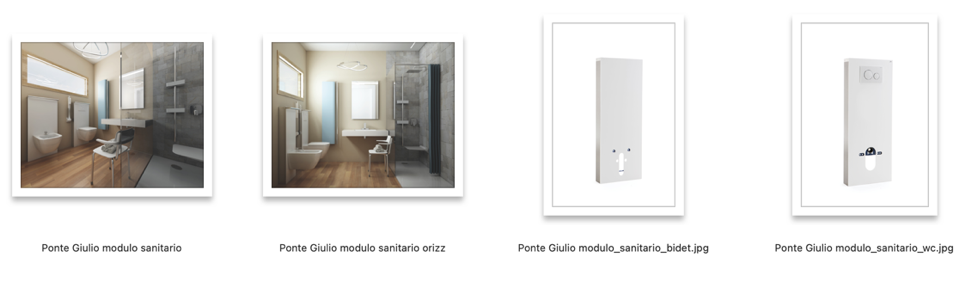 Ponte Giulio modulo sanitario
Ponte Giulio modulo sanitario orizz
Ponte Giulio modulo_sanitario_bidet.jpg
Ponte Giulio modulo_sanitario_wc.jpg